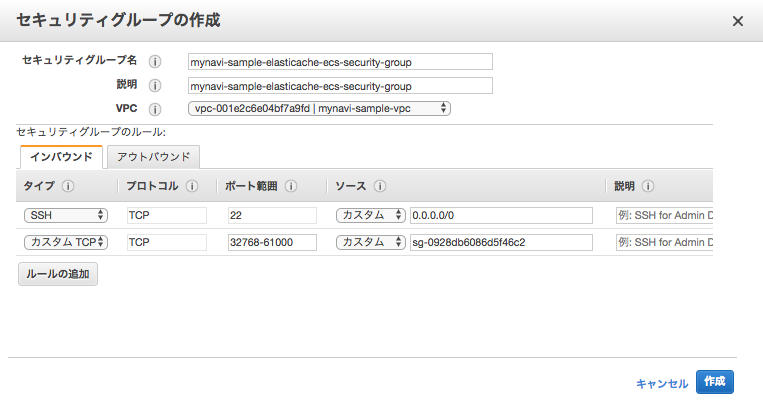 セキュリティグループの作成
セキュリティグループ名 mynavi-sample-elasticache-ecs-security-group
説明 mynavi-sample-elasticache-ecs-security-group
VPC vpc-001e2c6e04bf7a9fd | mynavi-sample-vpc
セキュリティグループのルール:
インバウンド アウトバウンド
タイプ プロトコル ポート範囲 ソース 説明
SSH TCP 22 カスタム 0.0.0.0/0 例: SSH for Admin D
カスタム TCP TCP 32768-61000 カスタム sg-0928db6086d5f46c2 例: SSH for Admin D
ルールの追加
キャンセル 作成